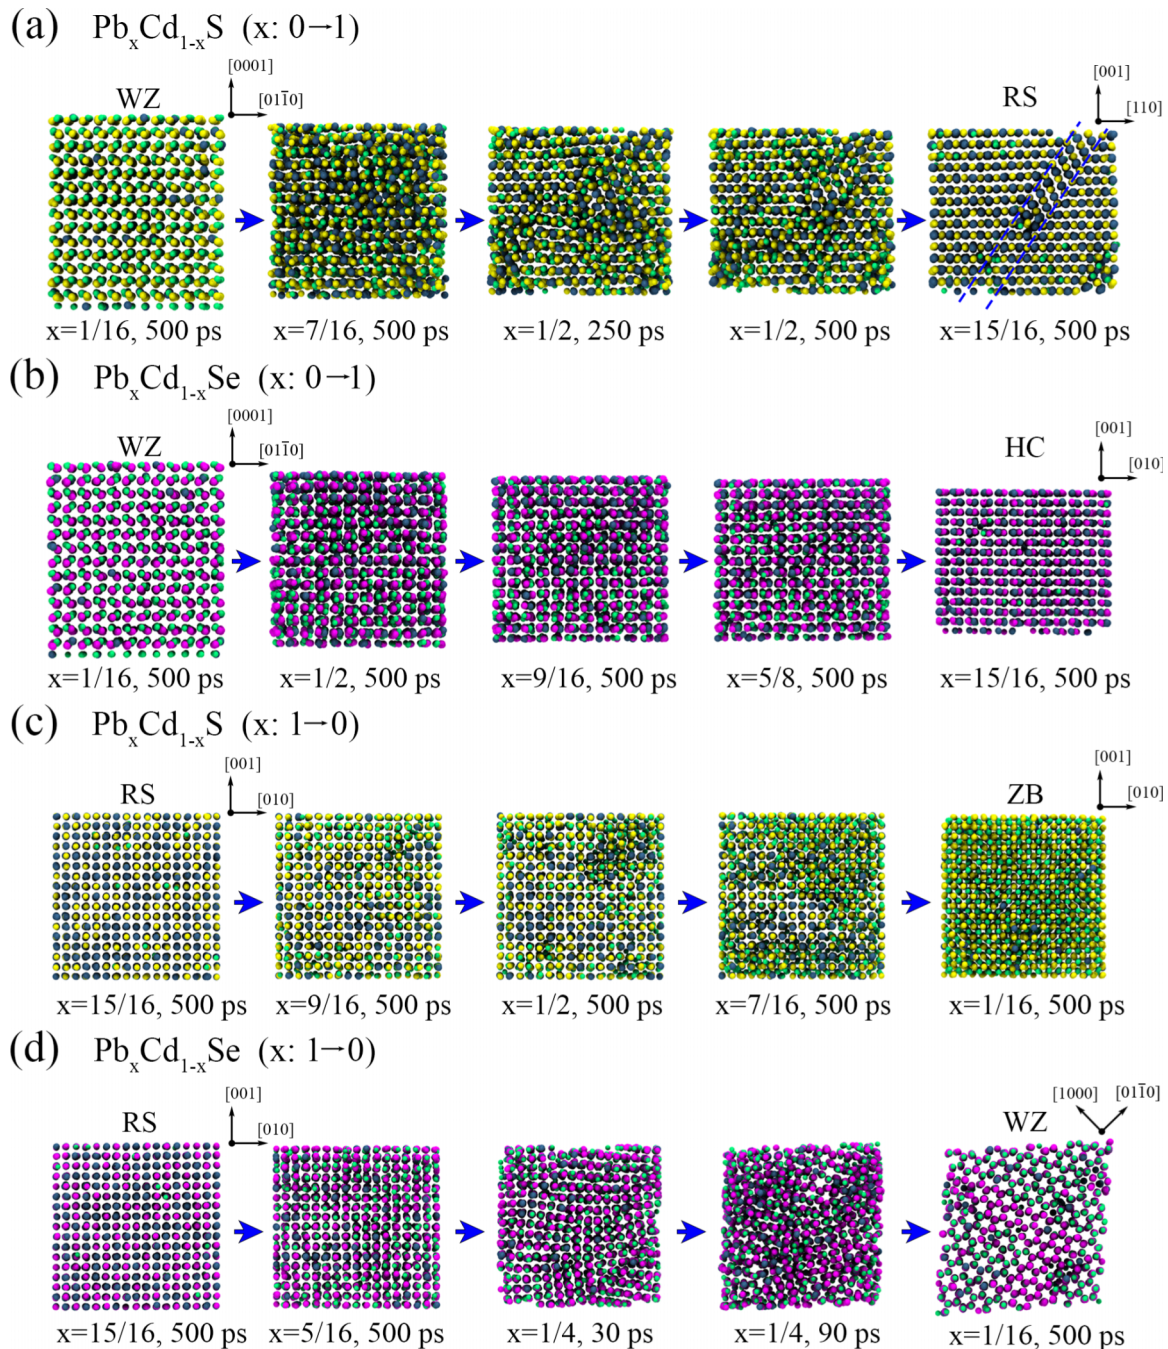 (a) PbₓCd₁₋ₓS (x: 0→1)
WZ [0001] [011̅0] RS [001] [110]
x=1/16, 500 ps x=7/16, 500 ps x=1/2, 250 ps x=1/2, 500 ps x=15/16, 500 ps
(b) PbₓCd₁₋ₓSe (x: 0→1)
WZ [0001] [011̅0] HC [001] [010]
x=1/16, 500 ps x=1/2, 500 ps x=9/16, 500 ps x=5/8, 500 ps x=15/16, 500 ps
(c) PbₓCd₁₋ₓS (x: 1→0)
RS [001] [010] ZB [001] [010]
x=15/16, 500 ps x=9/16, 500 ps x=1/2, 500 ps x=7/16, 500 ps x=1/16, 500 ps
(d) PbₓCd₁₋ₓSe (x: 1→0)
RS [001] [010] WZ [1000] [011̅0]
x=15/16, 500 ps x=5/16, 500 ps x=1/4, 30 ps x=1/4, 90 ps x=1/16, 500 ps